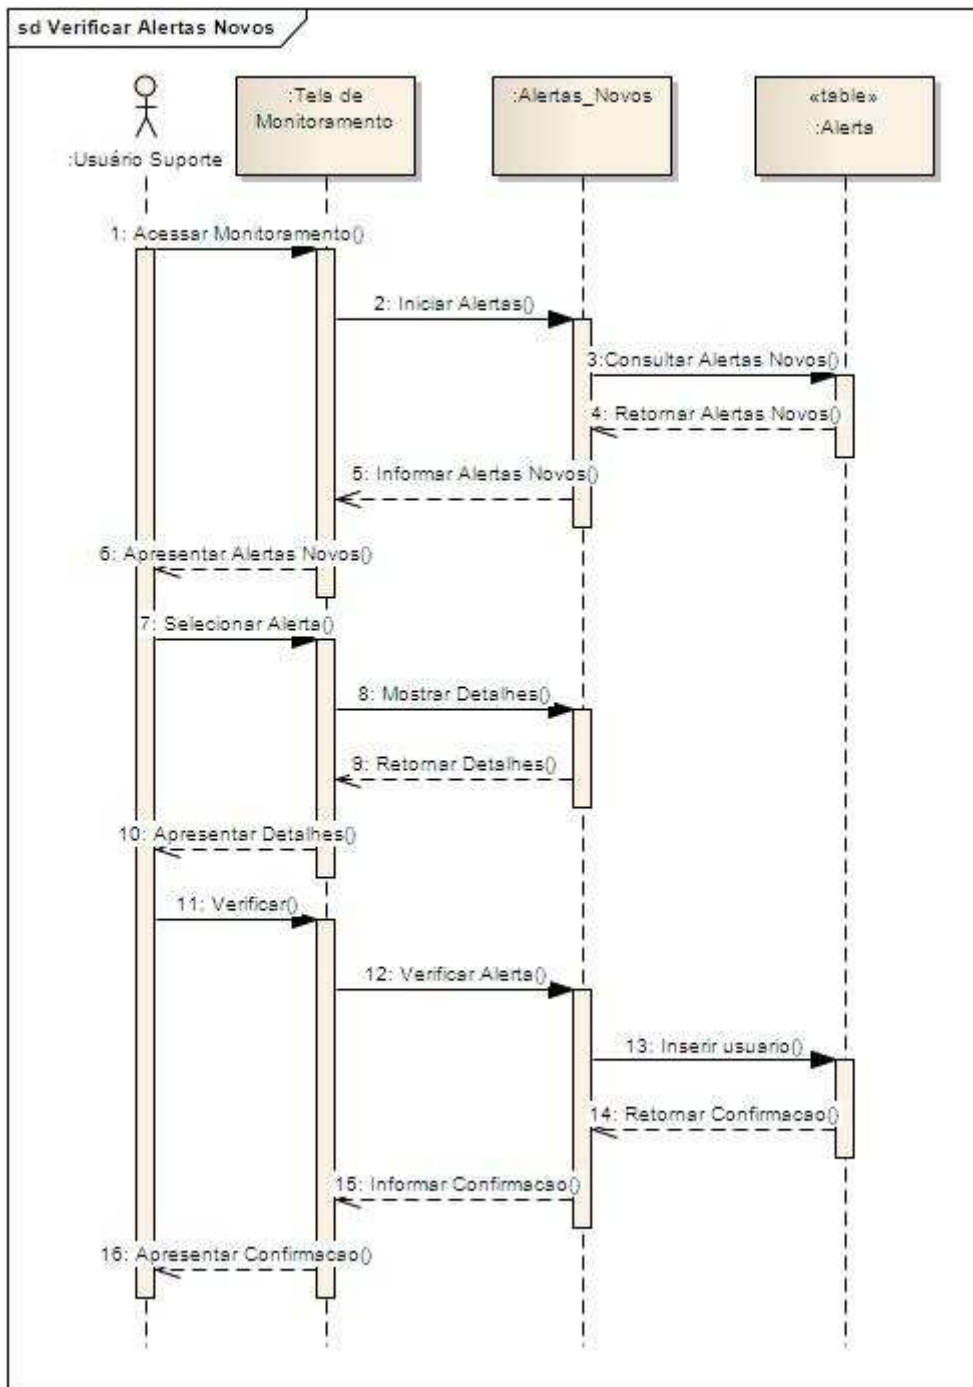 sd Verificar Alertas Novos
:Usuário Suporte
:Tela de
Monitoramento
:Alertas_Novos
«table»
:Alerta
1: Acessar Monitoramento()
2: Iniciar Alertas()
3:Consultar Alertas Novos()
4: Retornar Alertas Novos()
5: Informar Alertas Novos()
6: Apresentar Alertas Novos()
7: Selecionar Alerta()
8: Mostrar Detalhes()
9: Retornar Detalhes()
10: Apresentar Detalhes()
11: Verificar()
12: Verificar Alerta()
13: Inserir usuario()
14: Retornar Confirmacao()
15: Informar Confirmacao()
16: Apresentar Confirmacao()